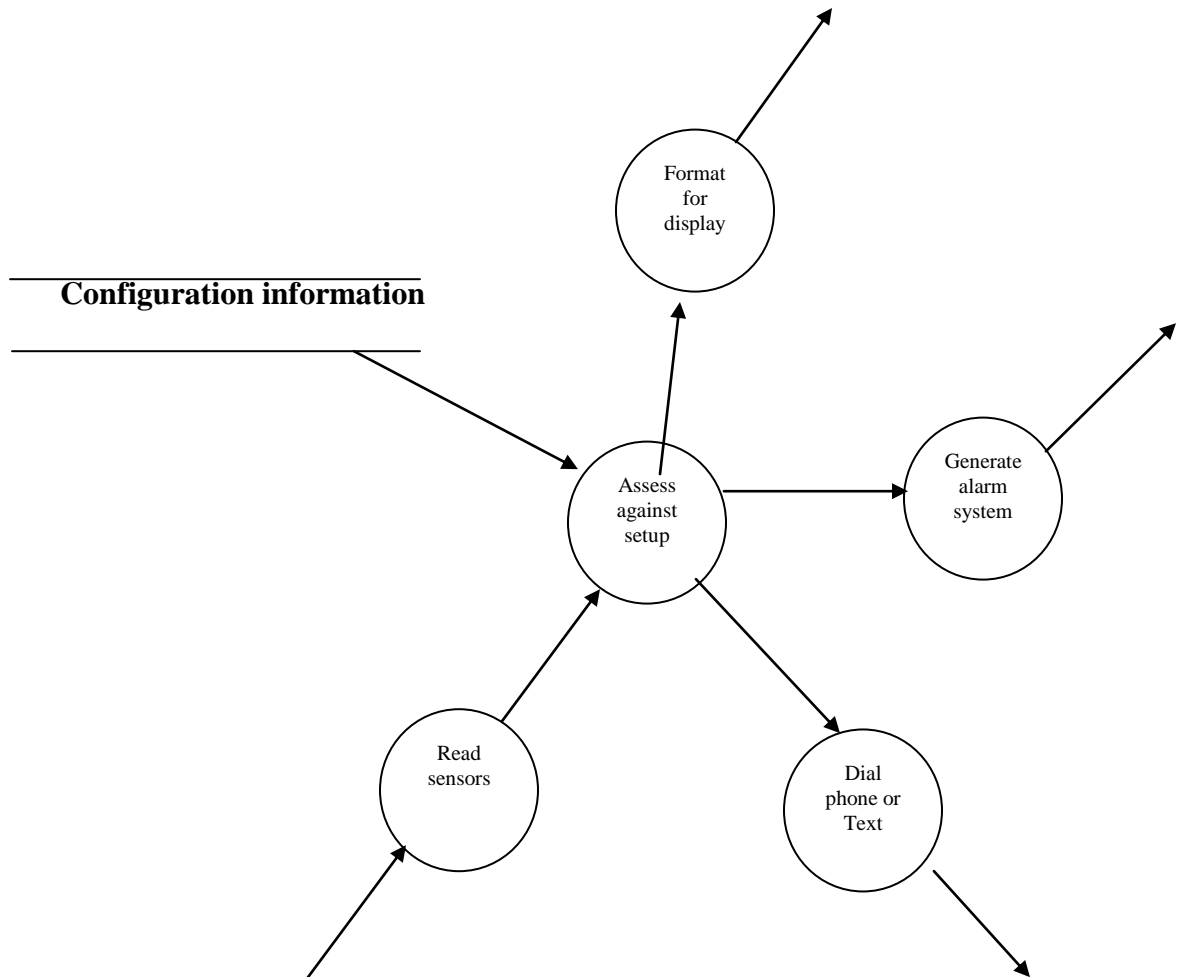 Format
for
display
Configuration information
Generate
alarm
system
Assess
against
setup
Read
sensors
Dial
phone or
Text